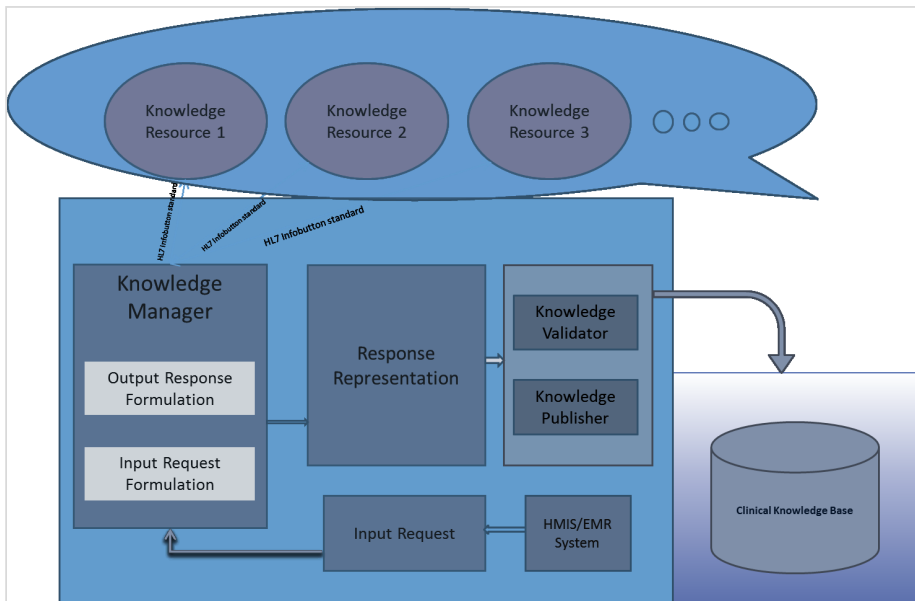 Knowledge
Resource 1
Knowledge
Resource 2
Knowledge
Resource 3
HL7 Infobutton standard
HL7 Infobutton standard
HL7 Infobutton standard
Knowledge
Manager
Output Response
Formulation
Input Request
Formulation
Response
Representation
Knowledge
Validator
Knowledge
Publisher
Input Request
HMIS/EMR
System
Clinical Knowledge Base